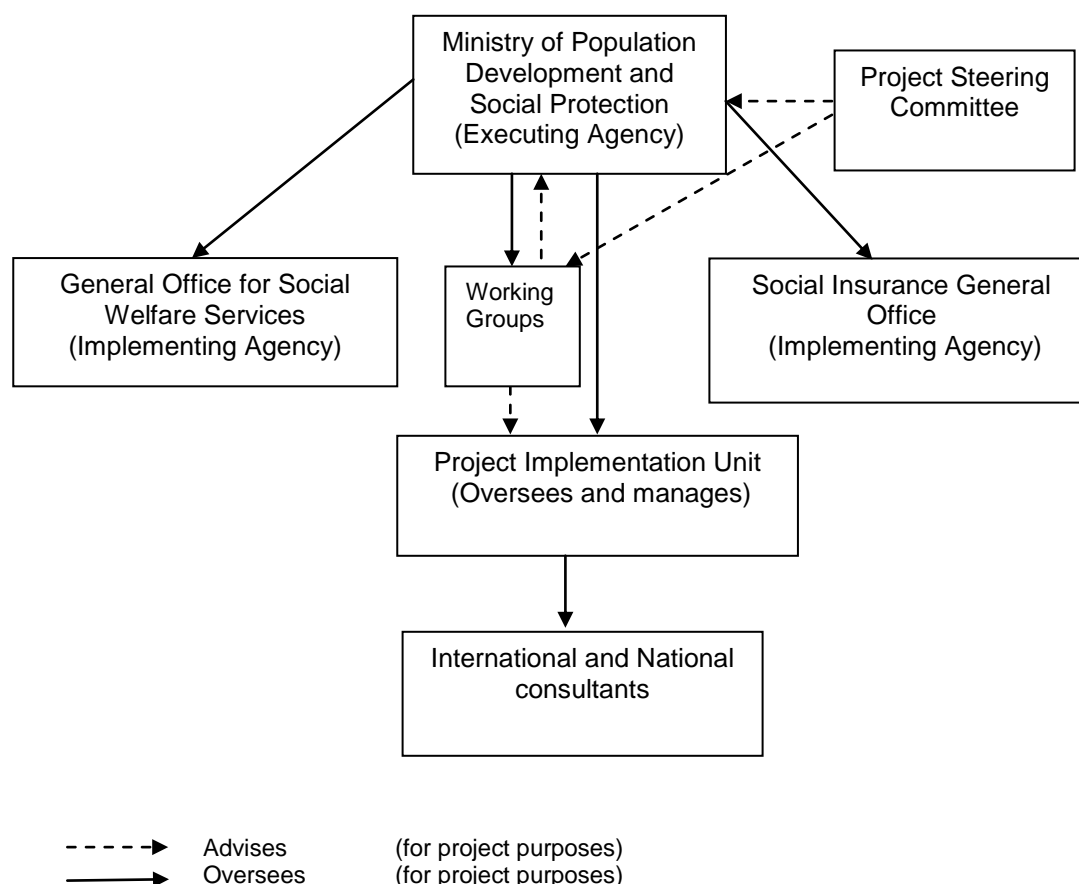 Ministry of Population
Development and
Social Protection
(Executing Agency)
Project Steering
Committee
General Office for Social
Welfare Services
(Implementing Agency)
Working
Groups
Social Insurance General
Office
(Implementing Agency)
Project Implementation Unit
(Oversees and manages)
International and National
consultants
Advises (for project purposes)
Oversees (for project purposes)